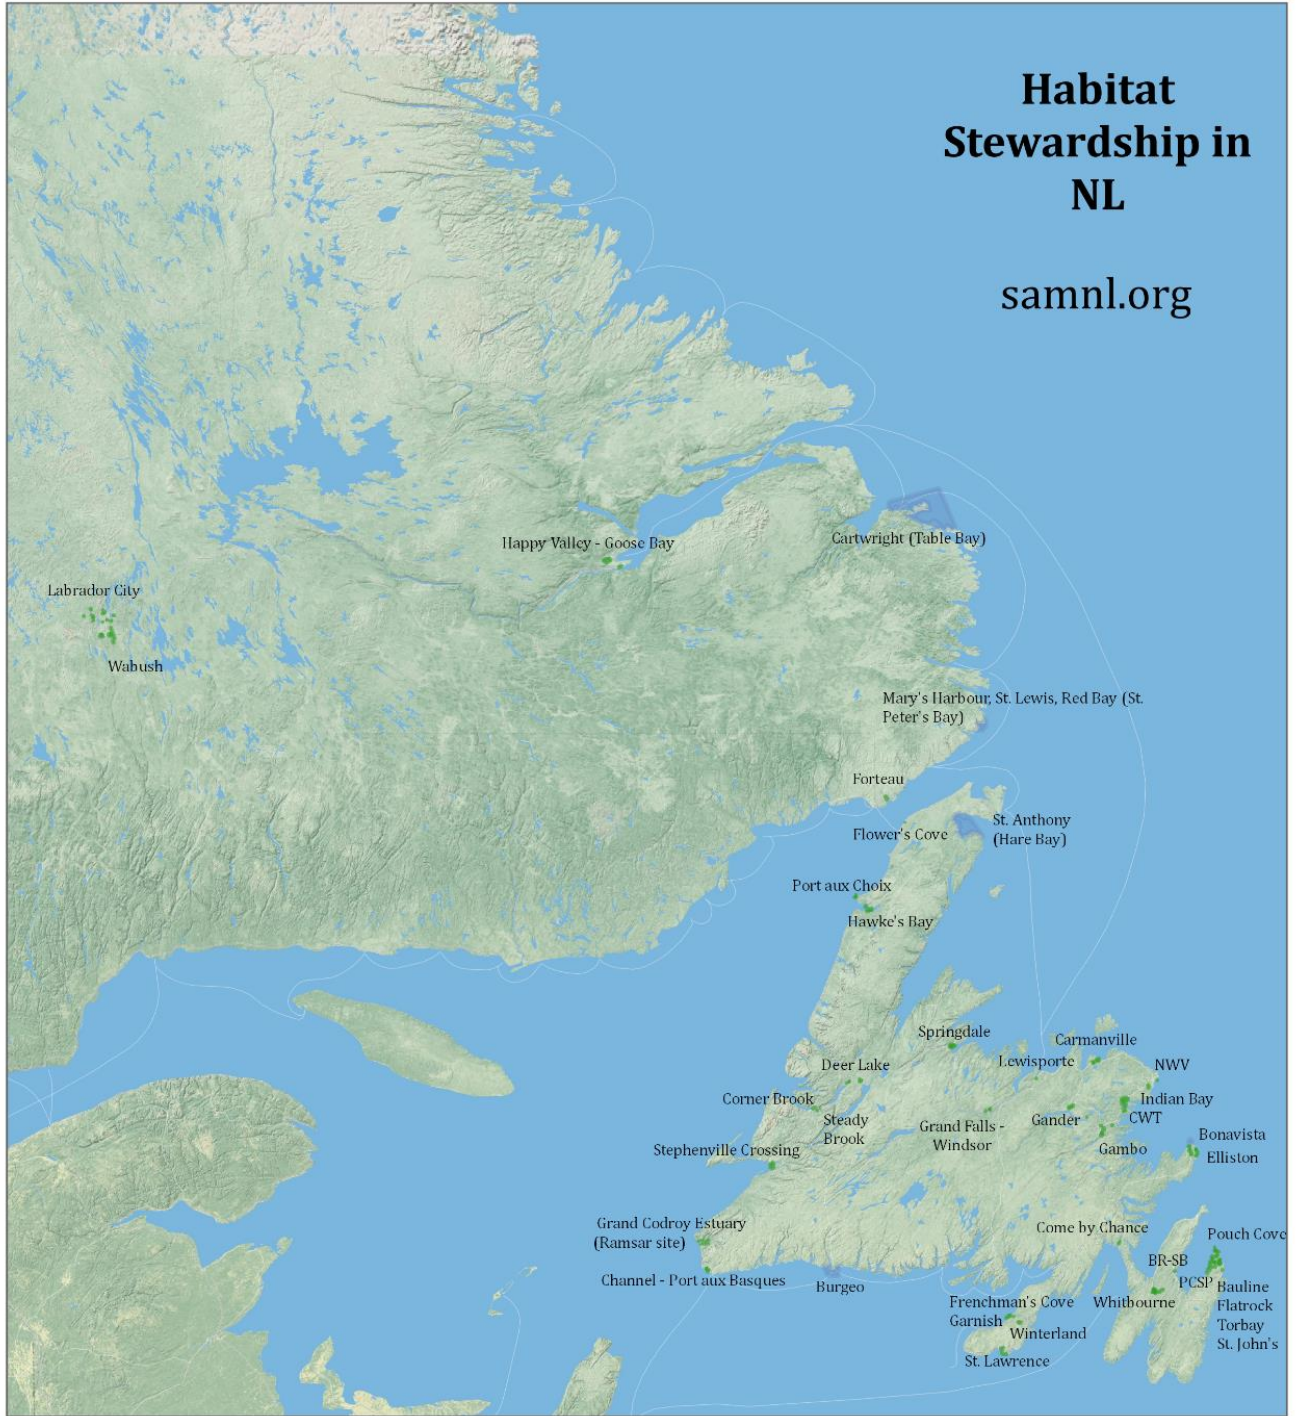 Habitat
Stewardship in
NL
samnl.org
Happy Valley - Goose Bay
Cartwright (Table Bay)
Labrador City
Wabush
Mary's Harbour, St. Lewis, Red Bay (St.
Peter's Bay)
Forteau
St. Anthony
(Hare Bay)
Flower's Cove
Port aux Choix
Hawke's Bay
Springdale
Carmanville
Lewisporte
NWV
Deer Lake
Corner Brook
Indian Bay
CWT
Steady
Brook
Grand Falls -
Windsor
Gander
Gambo
Bonavista
Elliston
Stephenville Crossing
Grand Codroy Estuary
(Ramsar site)
Come by Chance
Pouch Cove
BR-SB
PCSP
Channel - Port aux Basques
Burgeo
Whitbourne
Bauline
Flatrock
Torbay
St. John's
Frenchman's Cove
Garnish
Winterland
St. Lawrence